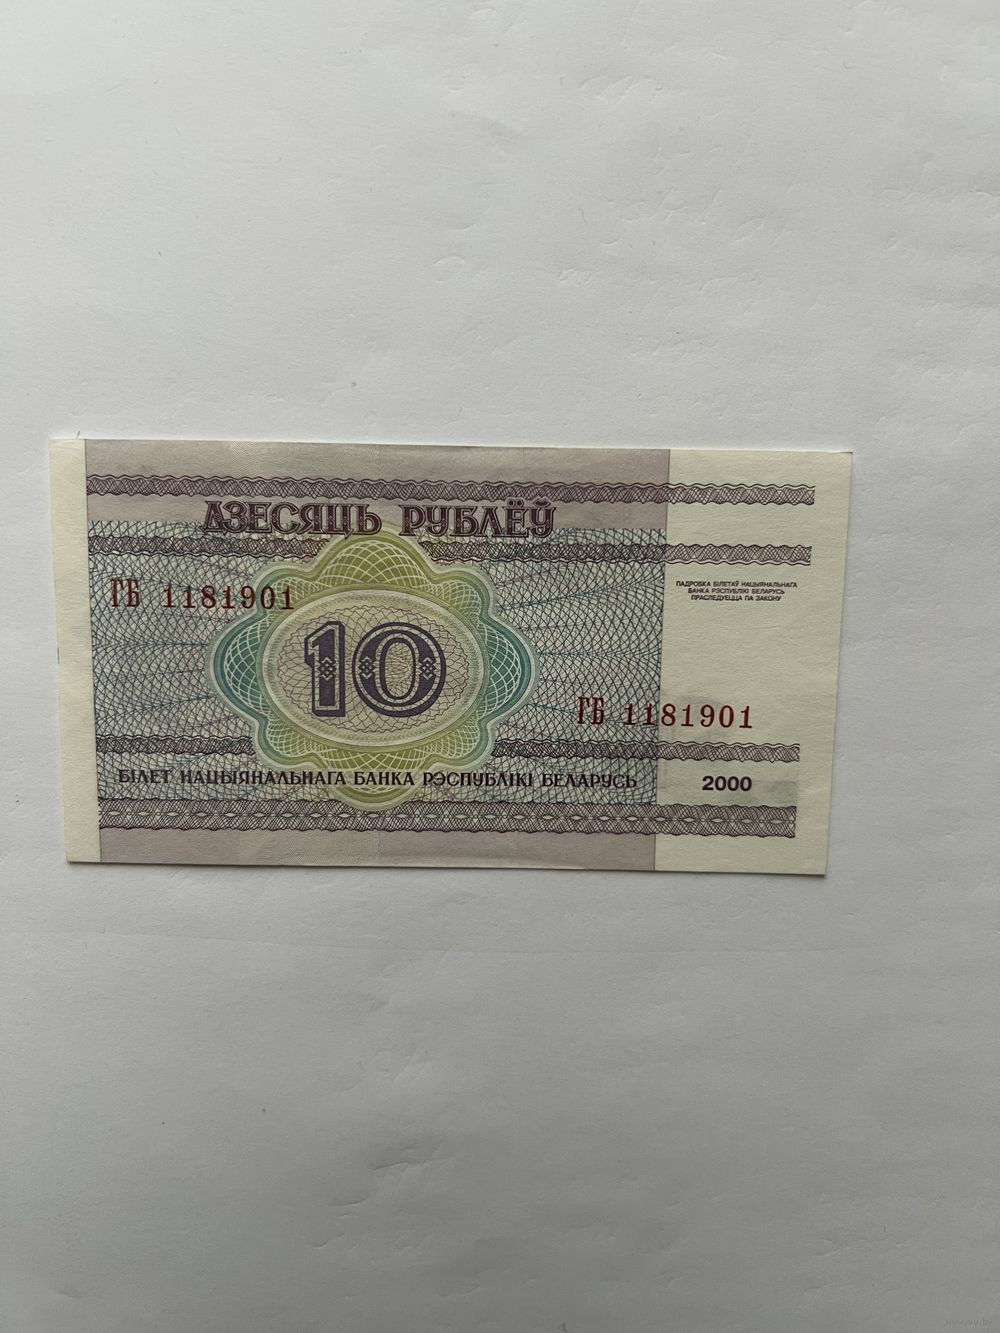 ДЗЕСЯЦЬ РУБЛЁЎ
ПАДРОБКА БІЛЕТАЎ НАЦЫЯНАЛЬНАГА
БАНКА РЭСПУБЛІКІ БЕЛАРУСЬ
ПРАСЛЕДУЕЦЦА ПА ЗАКОНУ
ГБ 1181901
10
ГБ 1181901
БІЛЕТ НАЦЫЯНАЛЬНАГА БАНКА РЭСПУБЛІКІ БЕЛАРУСЬ
2000